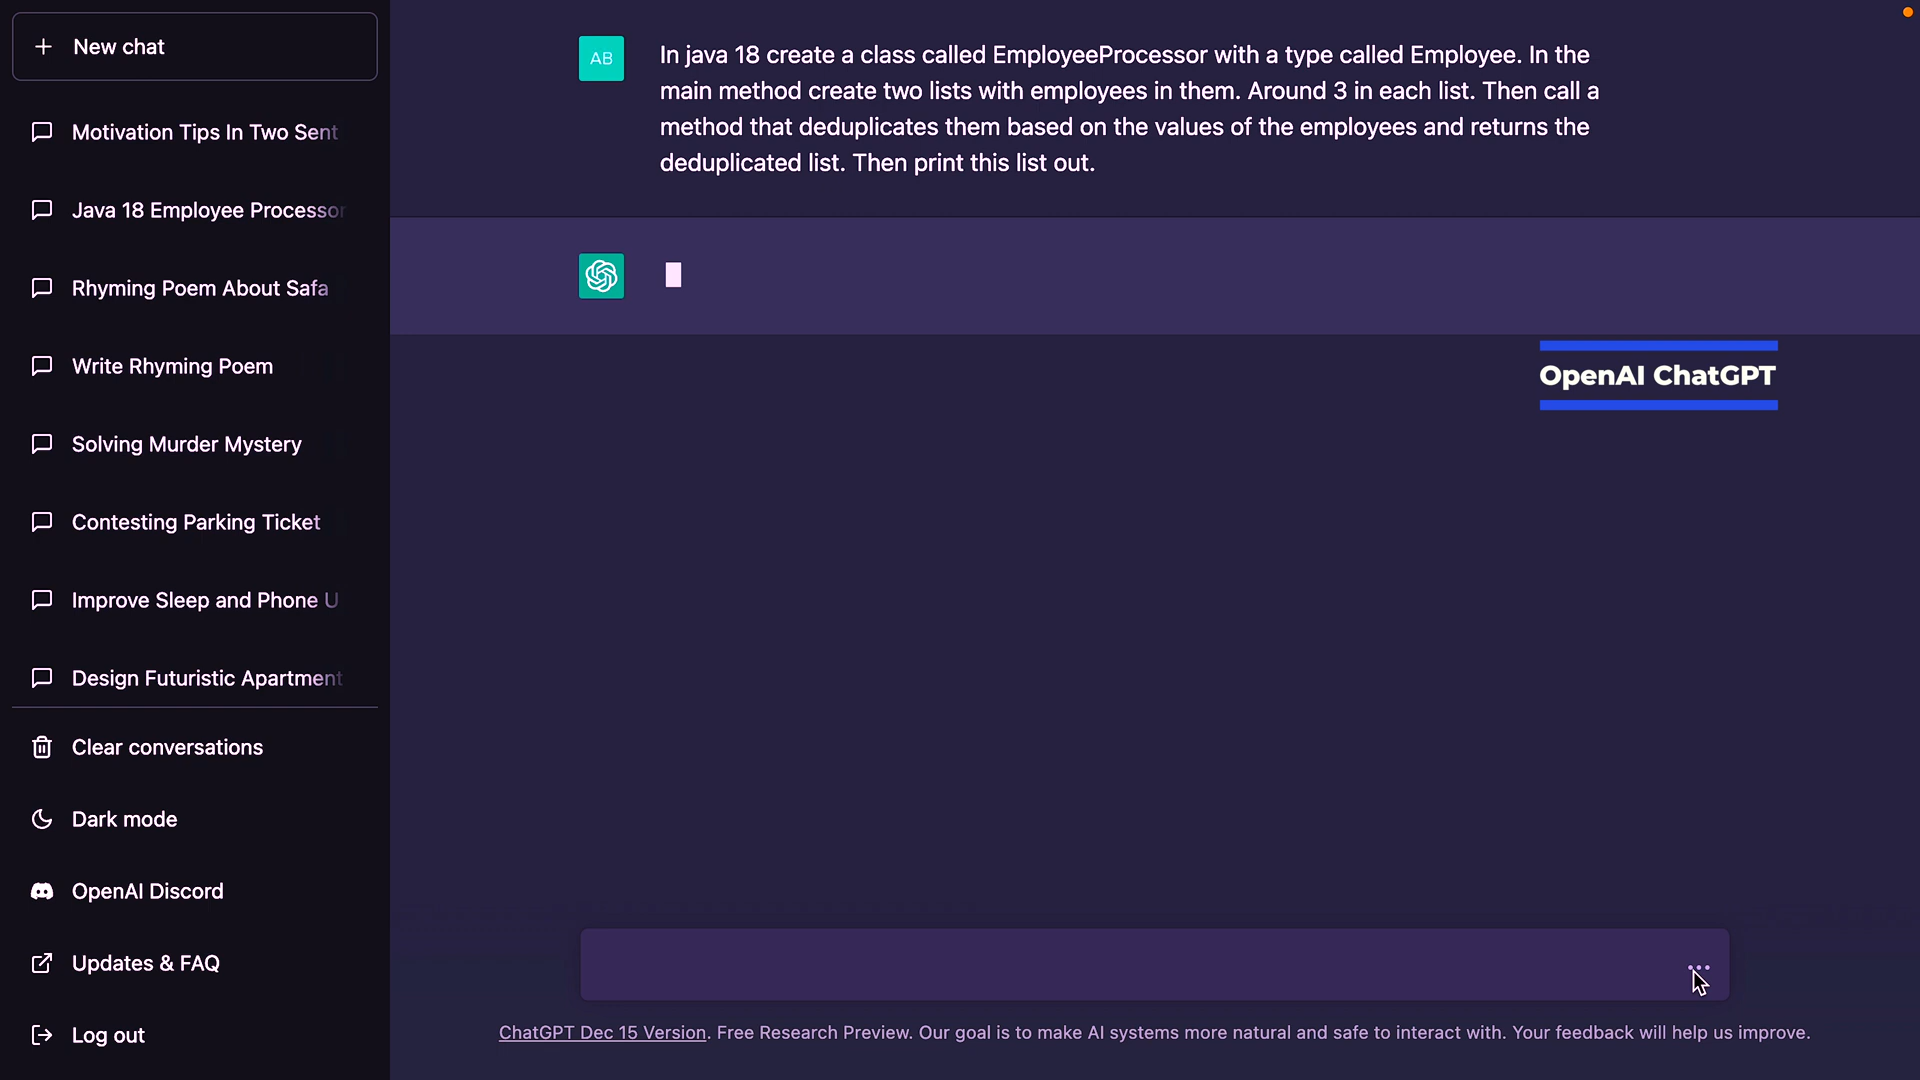 New chat
Motivation Tips In Two Sent
Java 18 Employee Processor
Rhyming Poem About Safa
Write Rhyming Poem
Solving Murder Mystery
Contesting Parking Ticket
Improve Sleep and Phone U
Design Futuristic Apartment
Clear conversations
Dark mode
OpenAI Discord
Updates & FAQ
Log out
AB
In java 18 create a class called EmployeeProcessor with a type called Employee. In the
main method create two lists with employees in them. Around 3 in each list. Then call a
method that deduplicates them based on the values of the employees and returns the
deduplicated list. Then print this list out.
OpenAI ChatGPT
ChatGPT Dec 15 Version. Free Research Preview. Our goal is to make AI systems more natural and safe to interact with. Your feedback will help us improve.